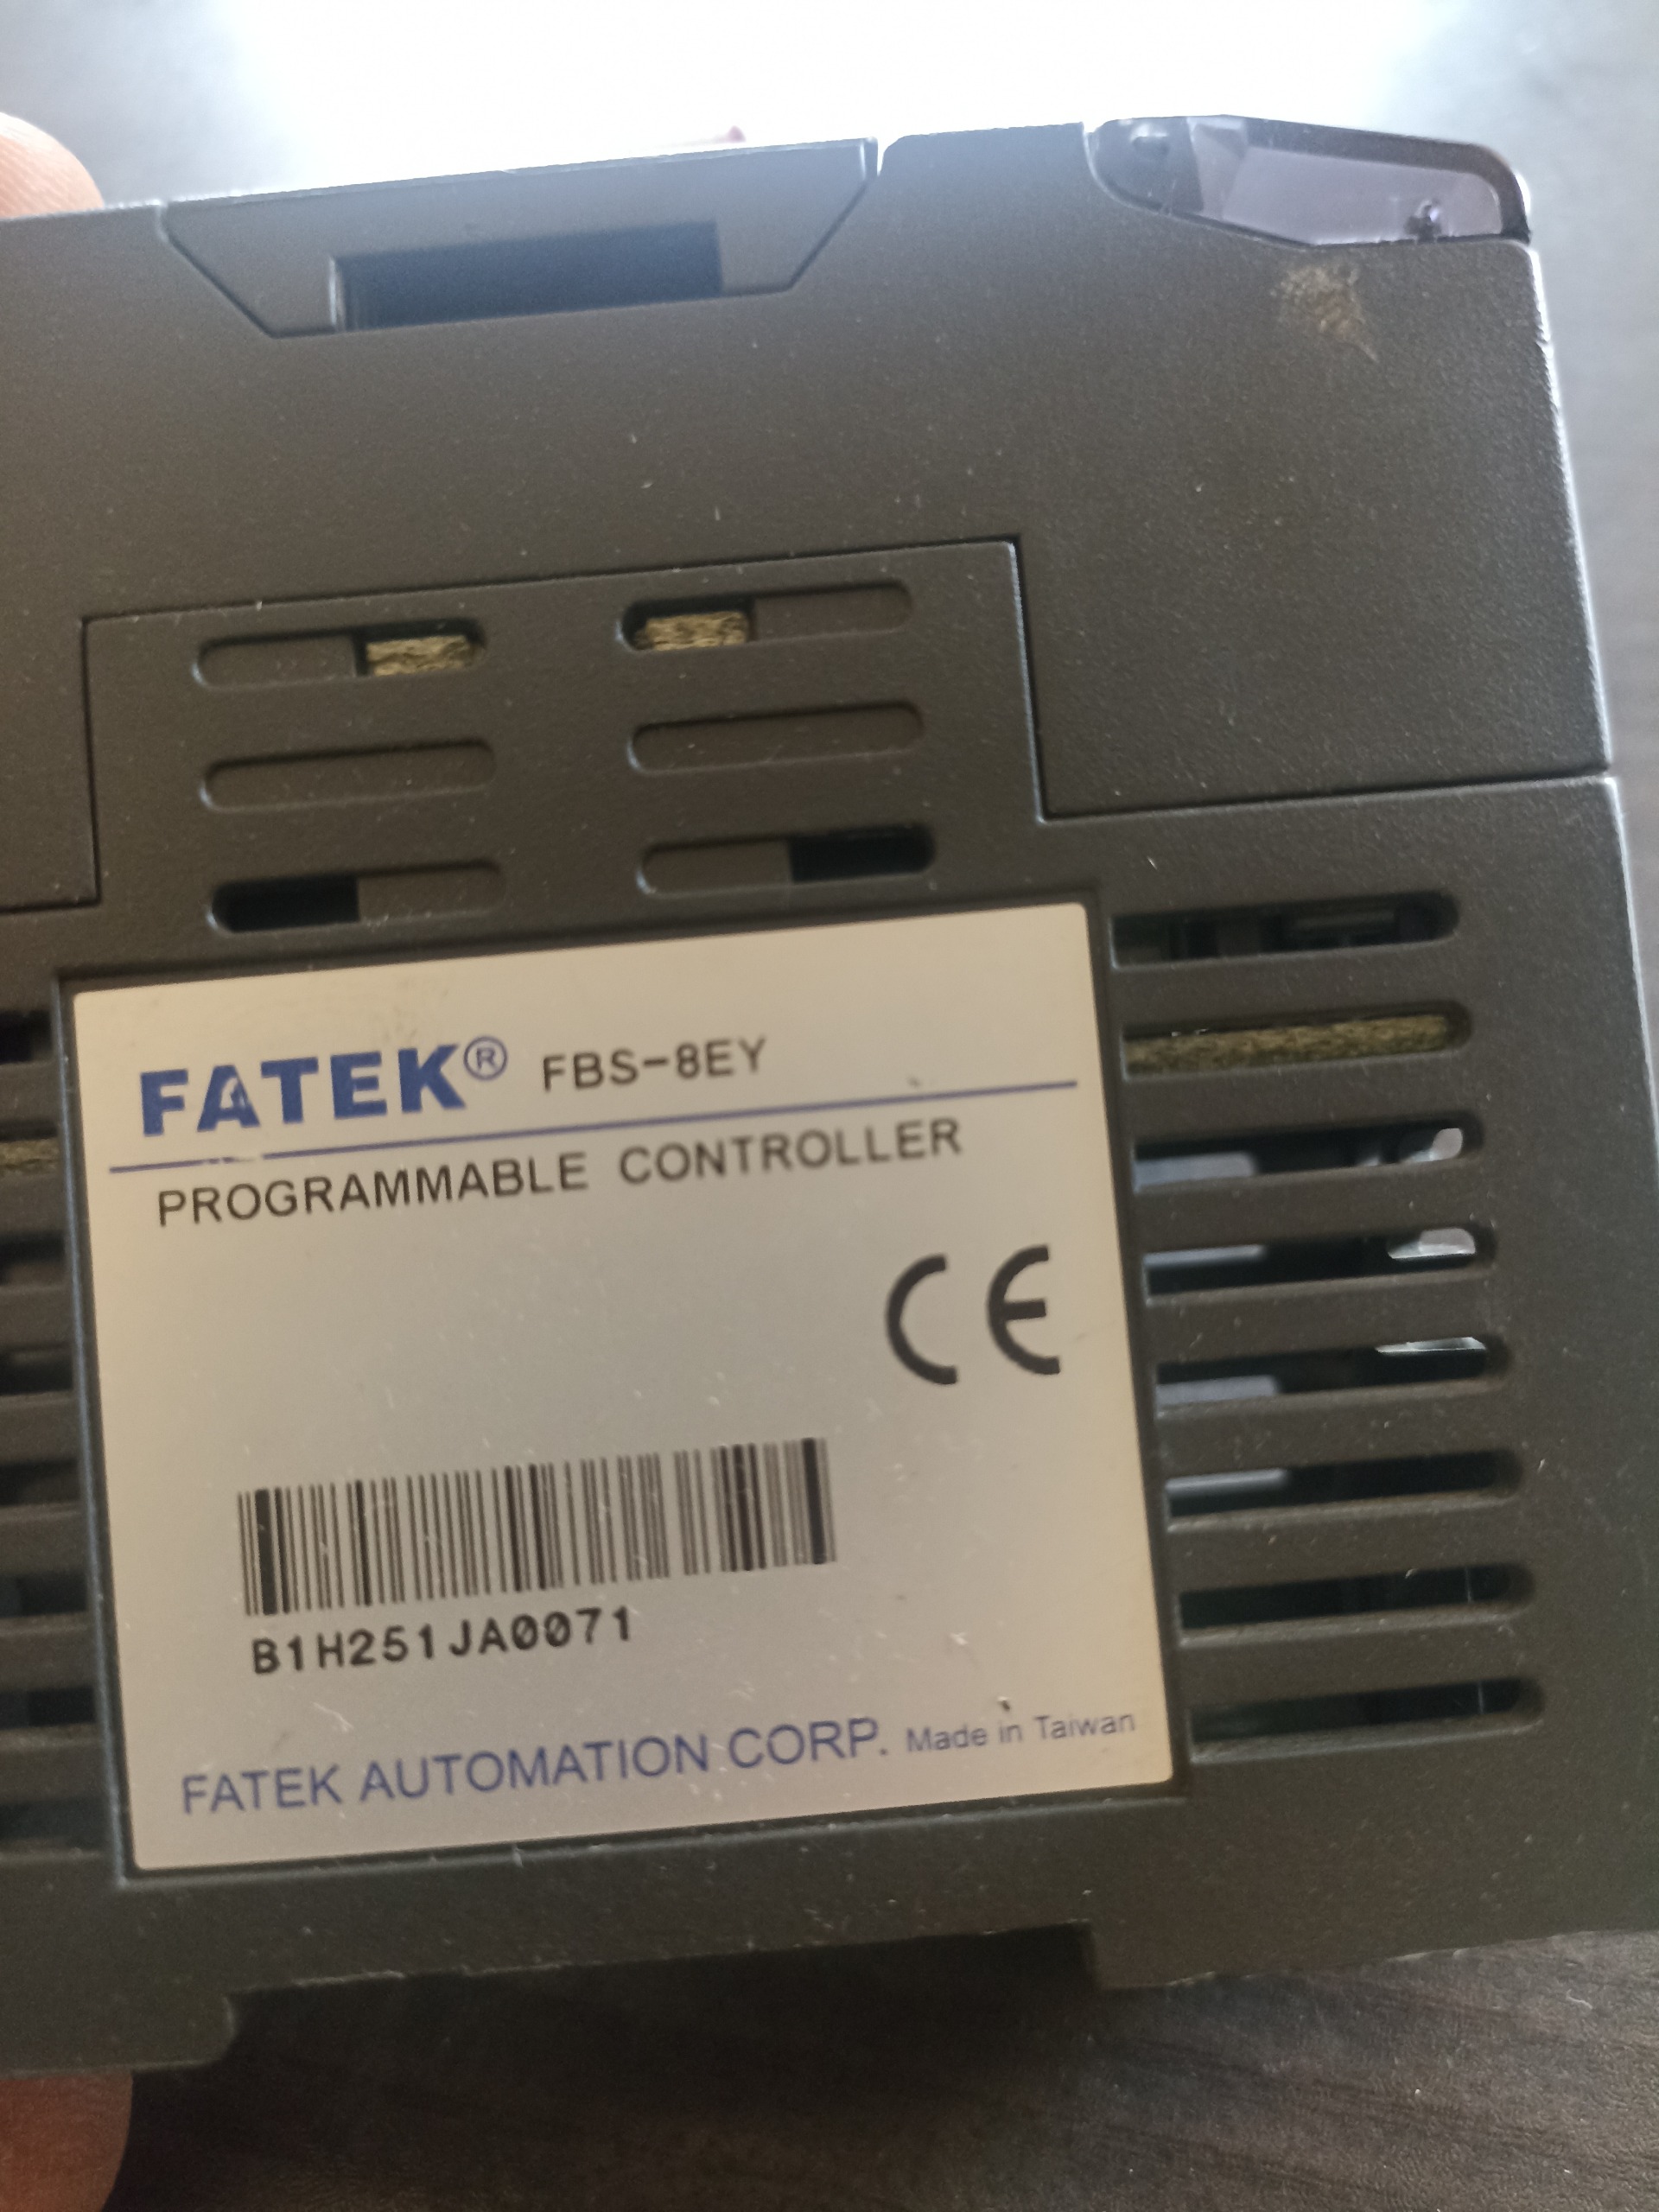 FATEK® FBS-8EY
PROGRAMMABLE CONTROLLER
CE
B1H251JA0071
FATEK AUTOMATION CORP. Made in Taiwan